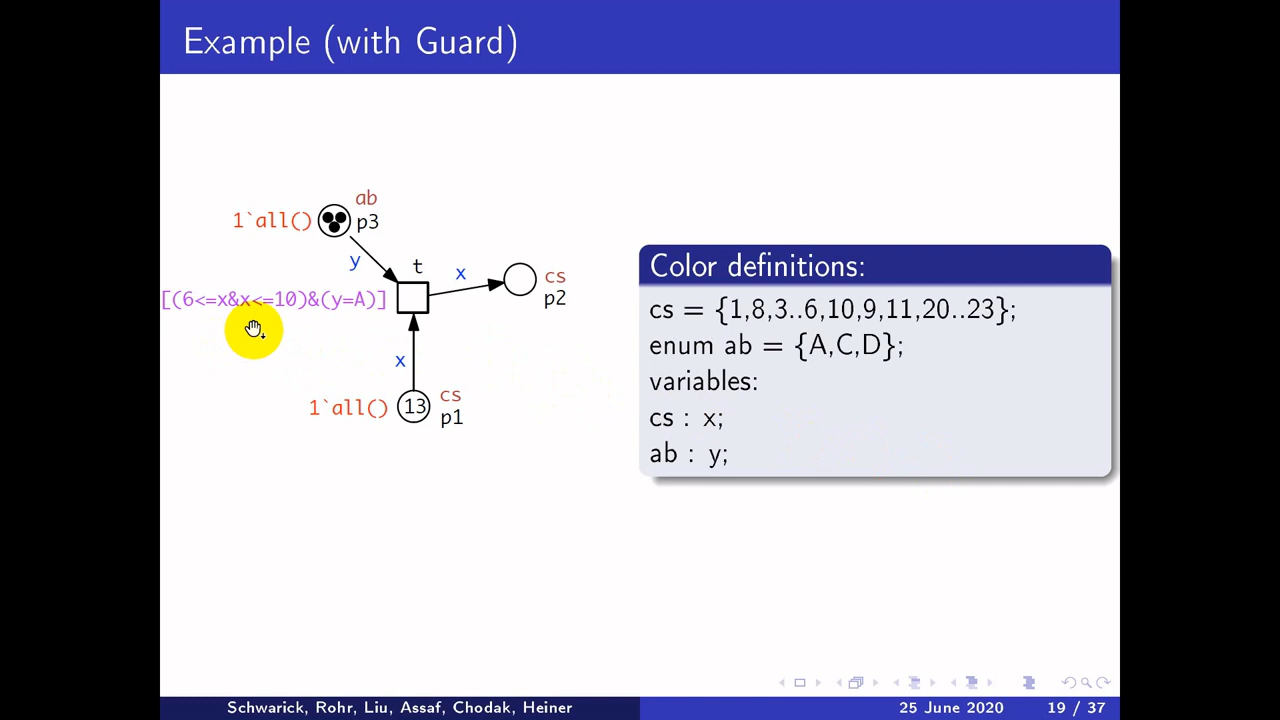 Example (with Guard)
ab
1`all()
p3
y
t
x
cs
p2
[(6<=x&x<=10)&(y=A)]
x
1`all()
13
cs
p1
Color definitions:
cs = {1,8,3..6,10,9,11,20..23};
enum ab = {A,C,D};
variables:
cs : x;
ab : y;
Schwarick, Rohr, Liu, Assaf, Chodak, Heiner
25 June 2020
19 / 37